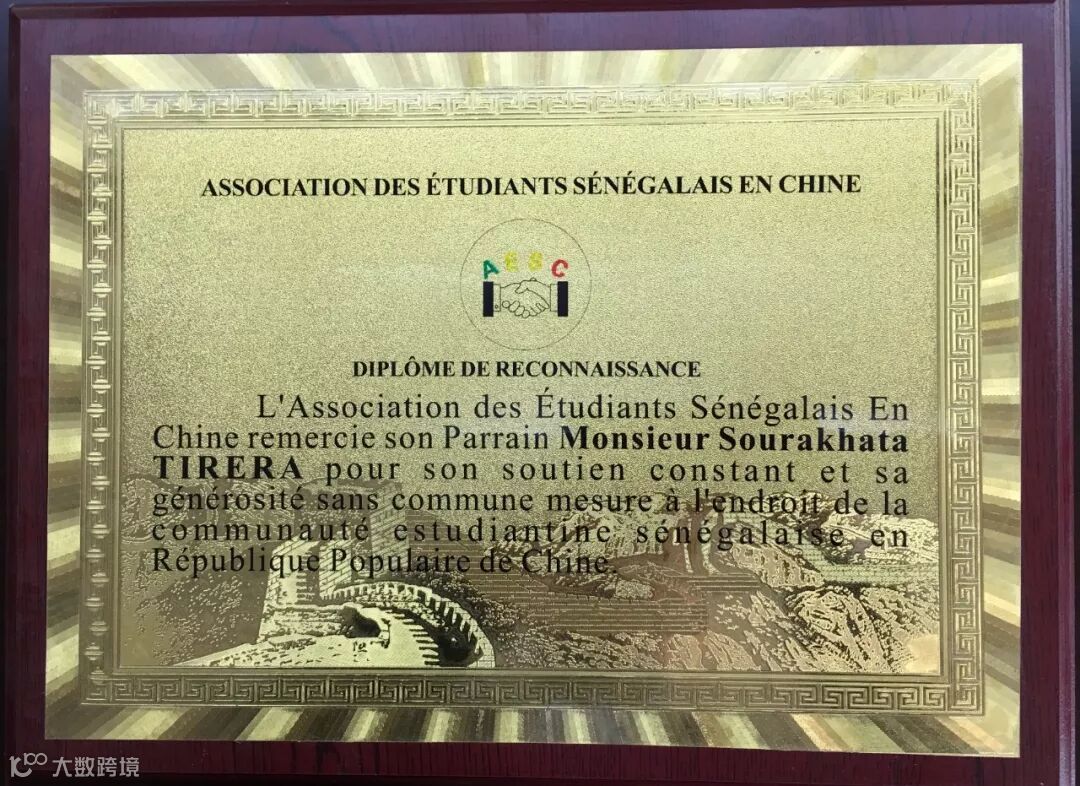 ASSOCIATION DES ÉTUDIANTS SÉNÉGALAIS EN CHINE
AESC
DIPLÔME DE RECONNAISSANCE
L'Association des Étudiants Sénégalais En
Chine remercie son Parrain Monsieur Sourakhata
TIRERA pour son soutien constant et sa
générosité sans commune mesure à l'endroit de la
communauté estudiantine sénégalaise en
République Populaire de Chine.
大数跨境